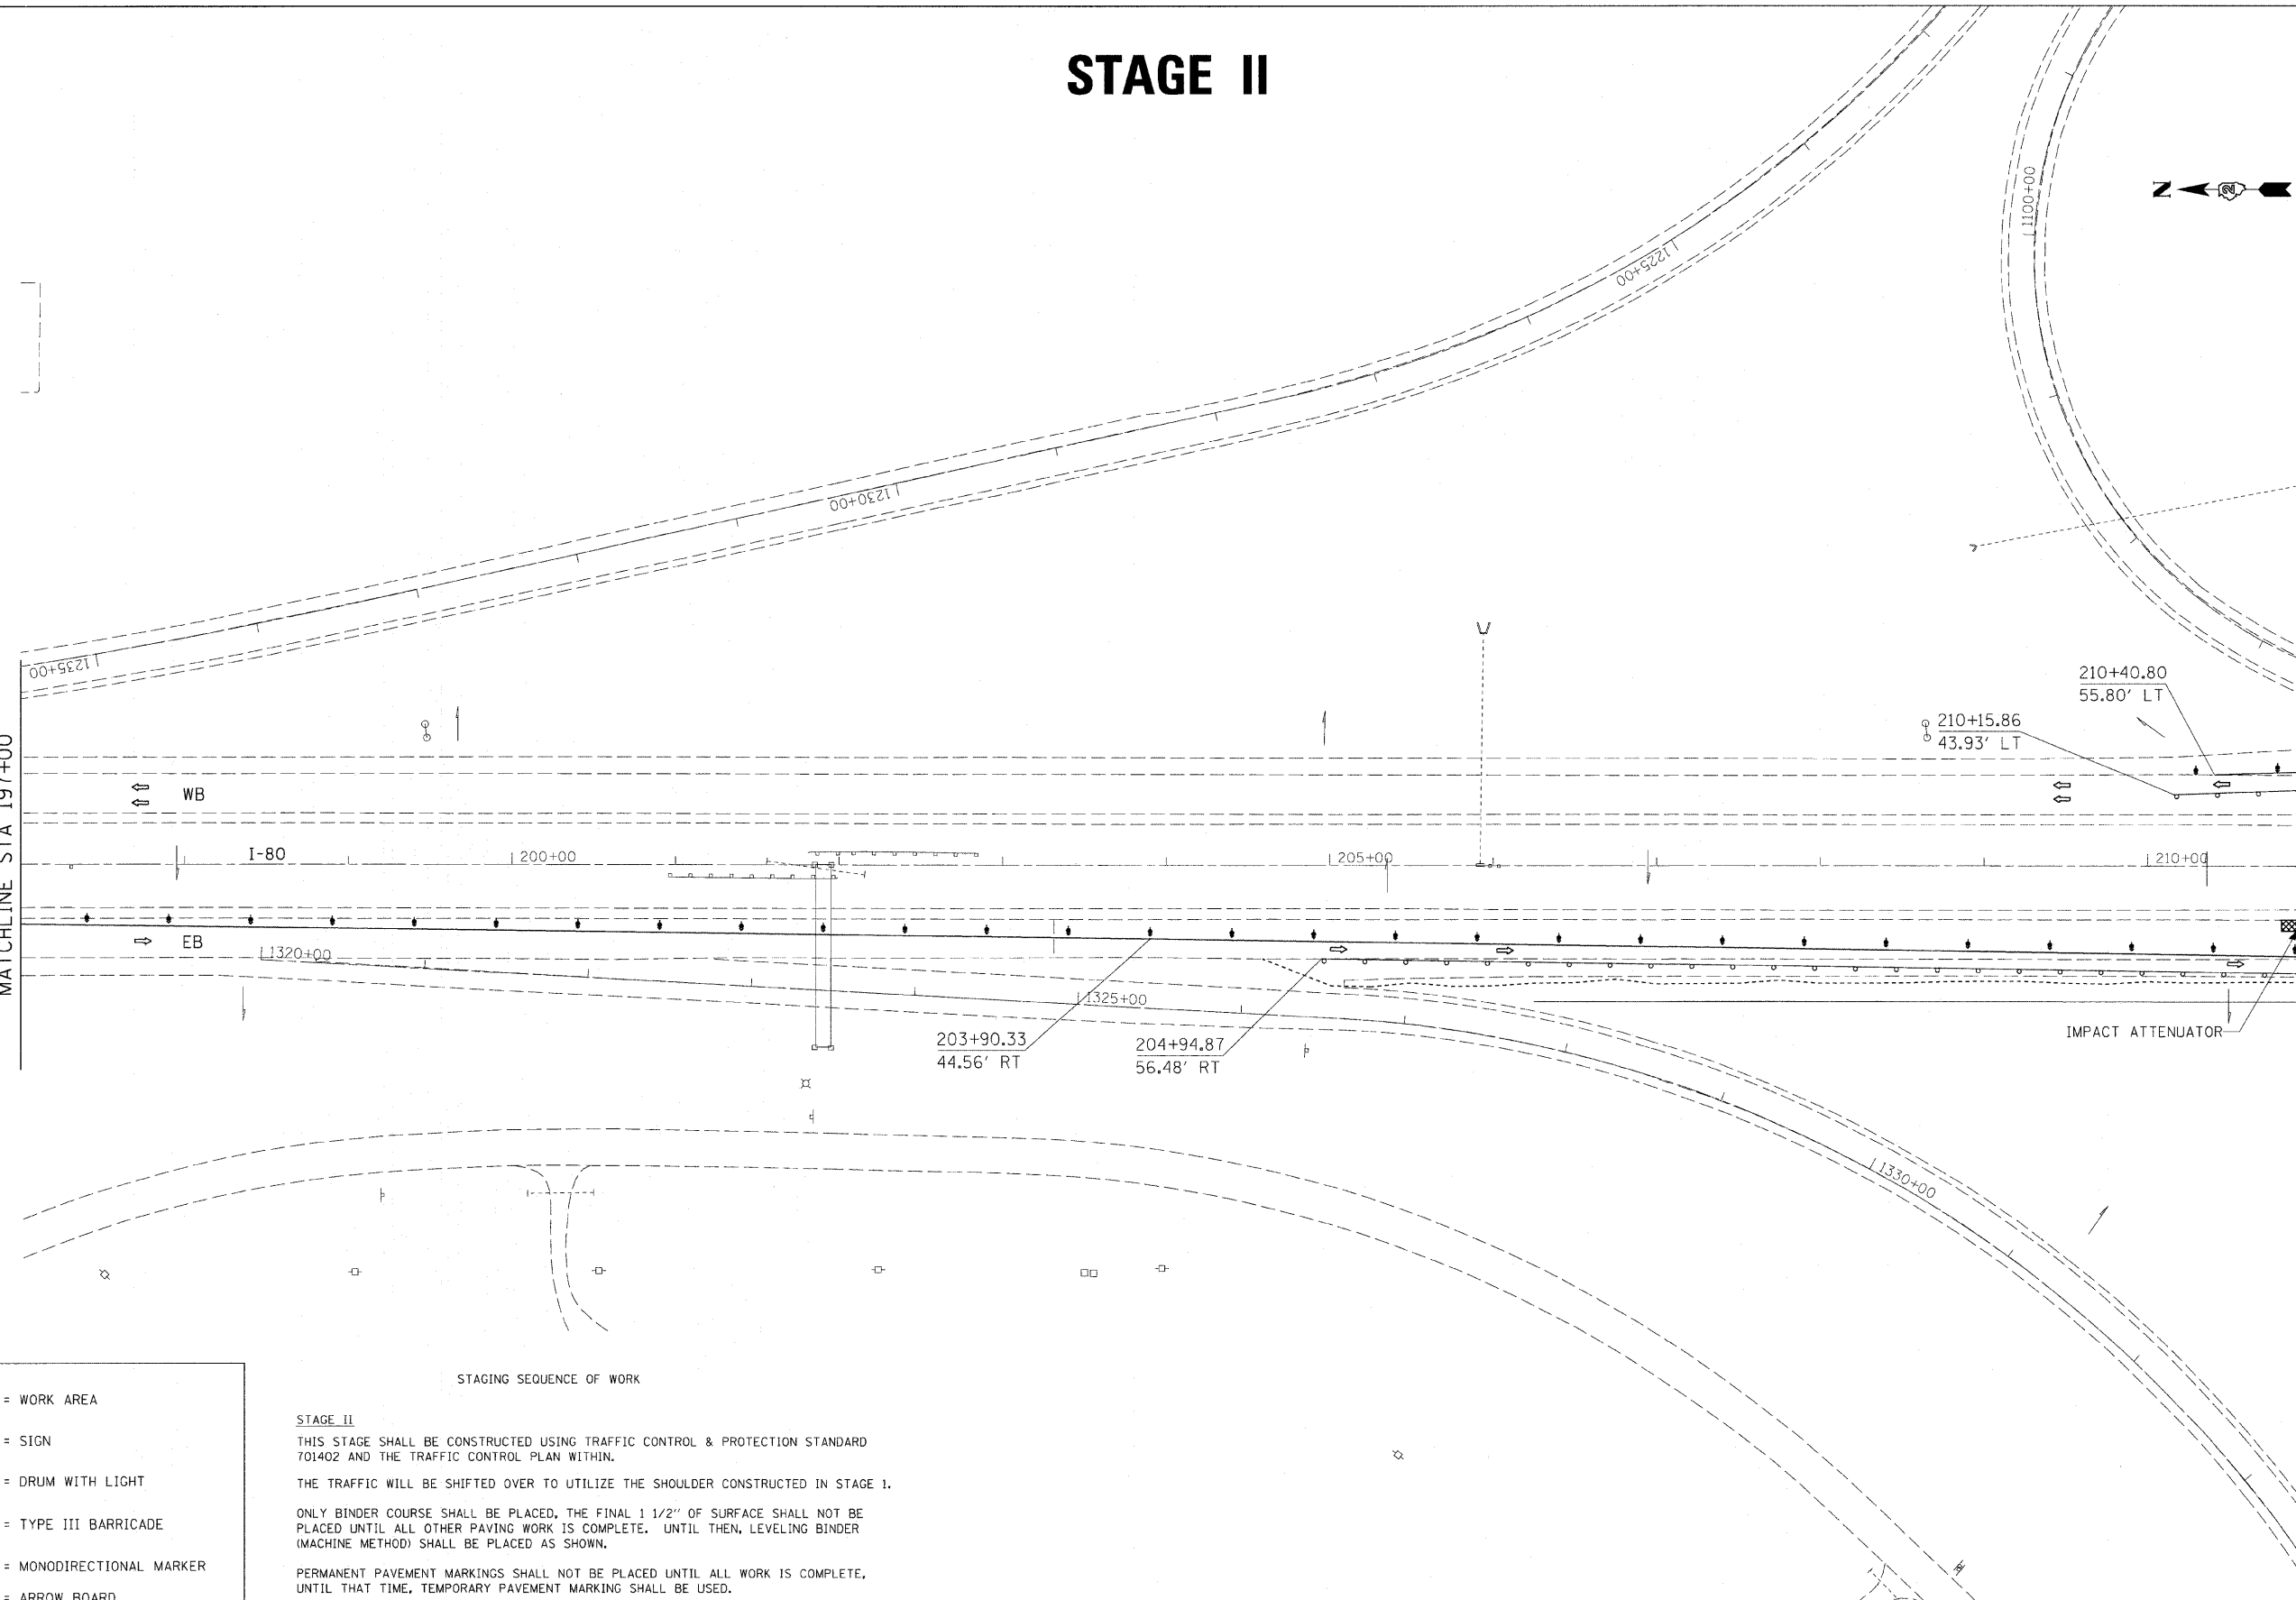 STAGE II
1100+00
N
2
1225+00
1230+00
1235+00
210+40.80
55.80' LT
210+15.86
43.93' LT
MATCHLINE STA 197+00
WB
I-80
200+00
205+00
210+00
EB
1320+00
1325+00
203+90.33
44.56' RT
204+94.87
56.48' RT
IMPACT ATTENUATOR
1330+00
= WORK AREA
= SIGN
= DRUM WITH LIGHT
= TYPE III BARRICADE
= MONODIRECTIONAL MARKER
= ARROW BOARD
STAGING SEQUENCE OF WORK
STAGE II
THIS STAGE SHALL BE CONSTRUCTED USING TRAFFIC CONTROL & PROTECTION STANDARD
701402 AND THE TRAFFIC CONTROL PLAN WITHIN.
THE TRAFFIC WILL BE SHIFTED OVER TO UTILIZE THE SHOULDER CONSTRUCTED IN STAGE 1.
ONLY BINDER COURSE SHALL BE PLACED, THE FINAL 1 1/2" OF SURFACE SHALL NOT BE
PLACED UNTIL ALL OTHER PAVING WORK IS COMPLETE. UNTIL THEN, LEVELING BINDER
(MACHINE METHOD) SHALL BE PLACED AS SHOWN.
PERMANENT PAVEMENT MARKINGS SHALL NOT BE PLACED UNTIL ALL WORK IS COMPLETE,
UNTIL THAT TIME, TEMPORARY PAVEMENT MARKING SHALL BE USED.